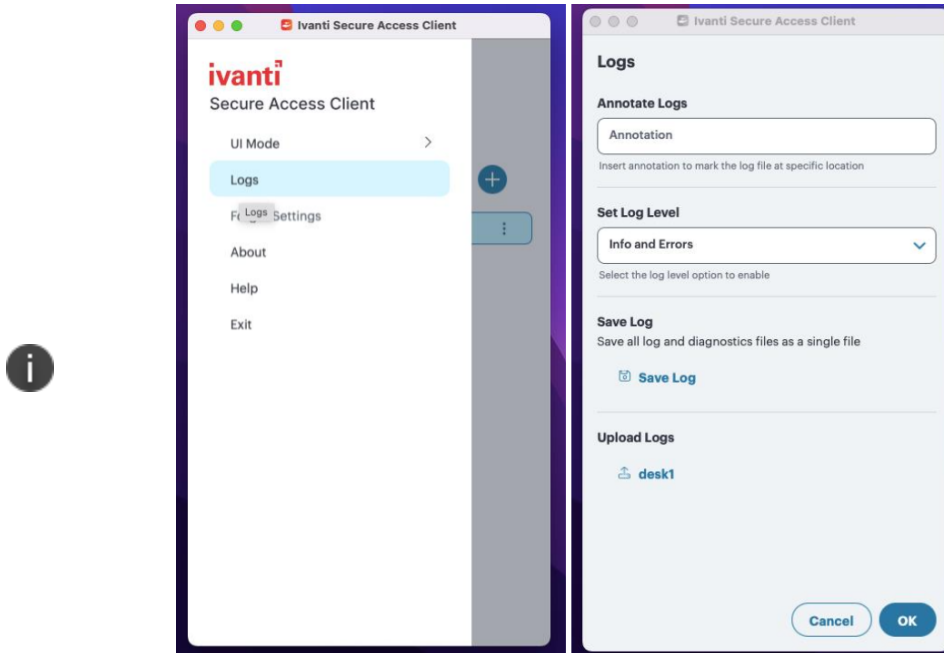 Ivanti Secure Access Client
ivanti
Secure Access Client
UI Mode
Logs
Logs Settings
About
Help
Exit
i
Ivanti Secure Access Client
Logs
Annotate Logs
Annotation
Insert annotation to mark the log file at specific location
Set Log Level
Info and Errors
Select the log level option to enable
Save Log
Save all log and diagnostics files as a single file
Save Log
Upload Logs
desk1
Cancel
OK